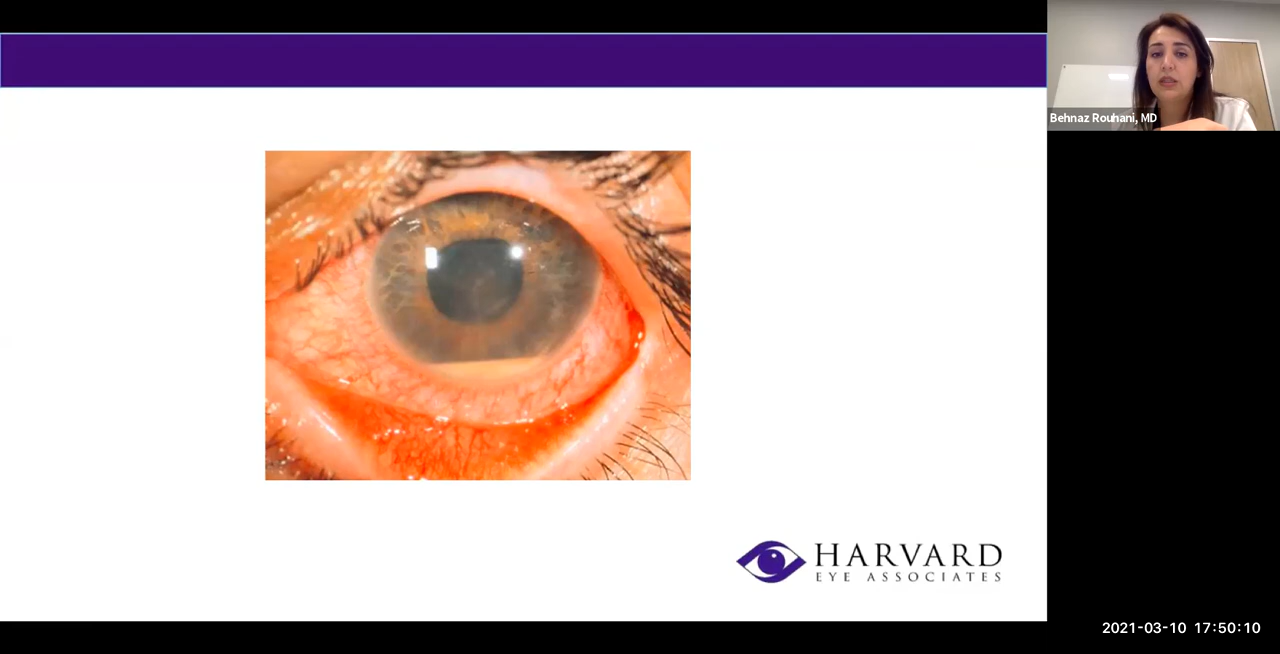 Behnaz Rouhani, MD
HARVARD
EYE ASSOCIATES
2021-03-10 17:50:10